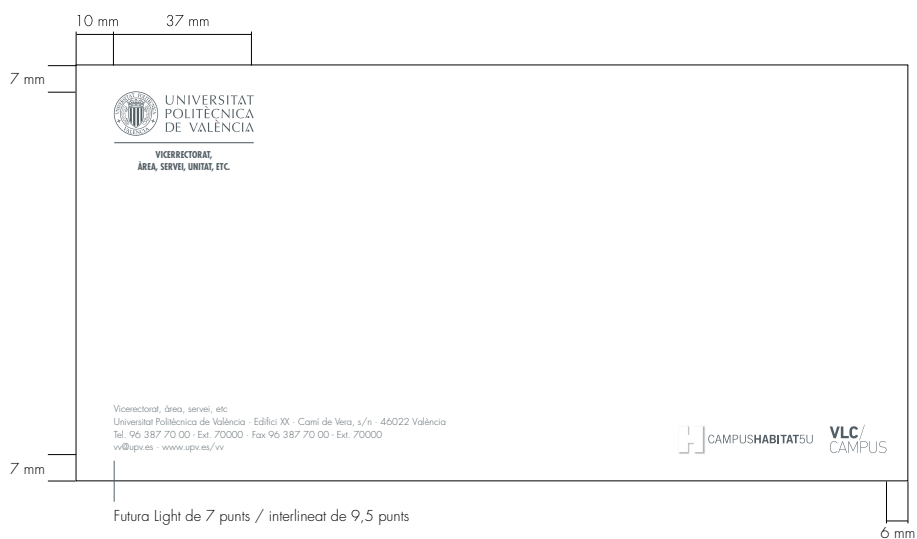 10 mm
37 mm
7 mm
UNIVERSITAT
POLITÈCNICA
DE VALÈNCIA
VICERRECTORAT,
ÀREA, SERVEI, UNITAT, ETC.
Vicerectorat, àrea, servei, etc
Universitat Politècnica de València · Edifici XX · Camí de Vera, s/n · 46022 València
Tel. 96 387 70 00 · Ext. 70000 · Fax 96 387 70 00 · Ext. 70000
vv@upv.es · www.upv.es/vv
H CAMPUSHABITAT5U
VLC/
CAMPUS
7 mm
Futura Light de 7 punts / interlineat de 9,5 punts
6 mm